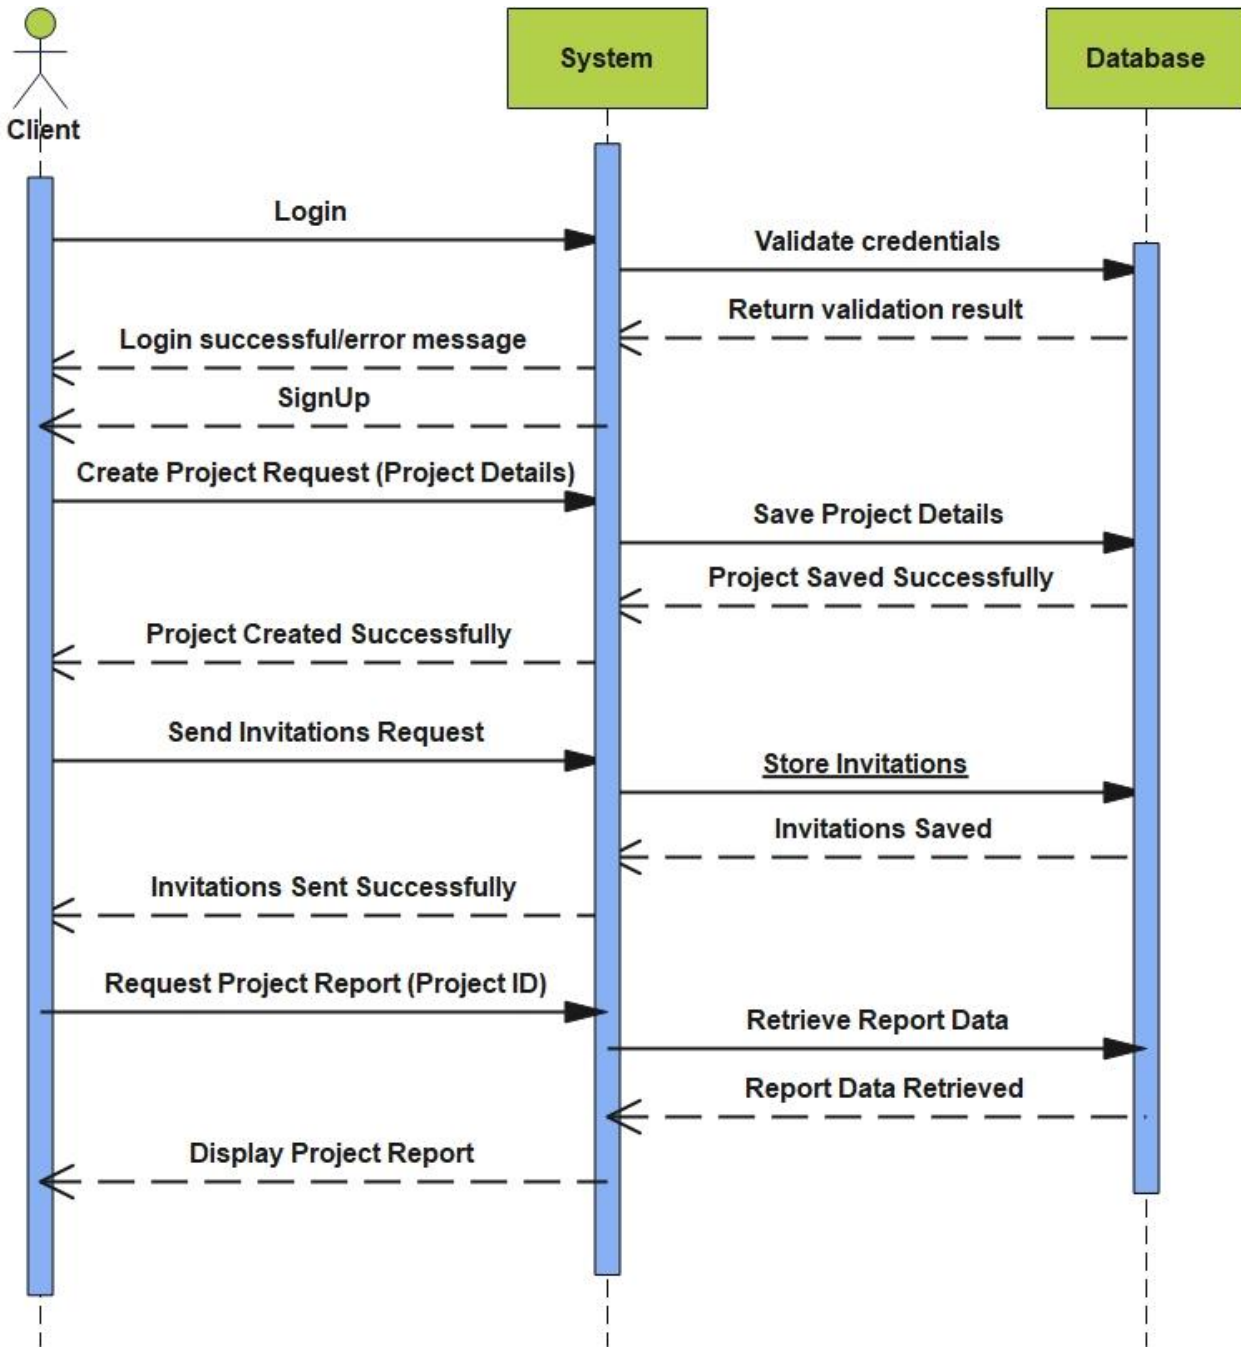 System
Database
Client
Login
Validate credentials
Return validation result
Login successful/error message
SignUp
Create Project Request (Project Details)
Save Project Details
Project Saved Successfully
Project Created Successfully
Send Invitations Request
Store Invitations
Invitations Saved
Invitations Sent Successfully
Request Project Report (Project ID)
Retrieve Report Data
Report Data Retrieved
Display Project Report